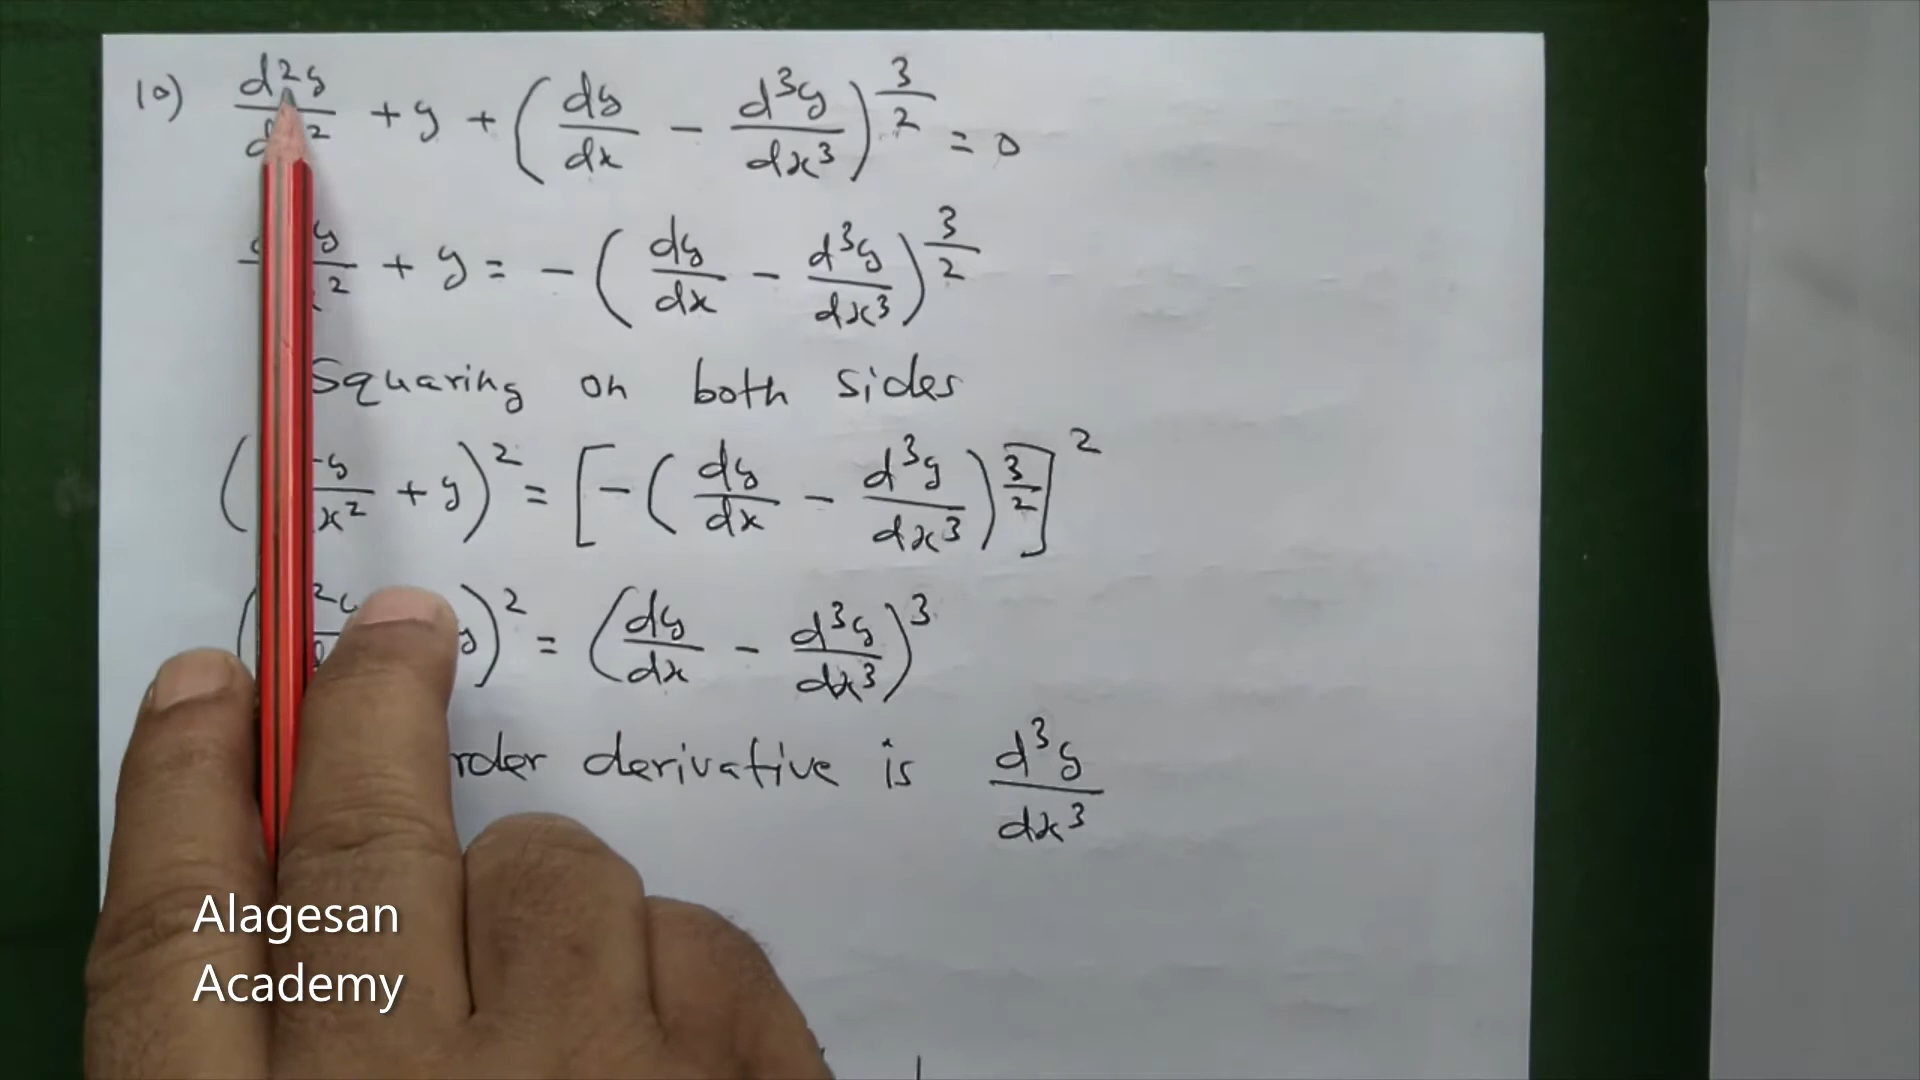 10) d²y/d² + y + (dy/dx - d³y/dx³)^3/2 = 0
y/² + y = - (dy/dx - d³y/dx³)^3/2
Squaring on both sides
(y/x² + y)² = [-(dy/dx - d³y/dx³)^3/2]²
(²y y)² = (dy/dx - d³y/dx³)³
rder derivative is d³y/dx³
Alagesan
Academy